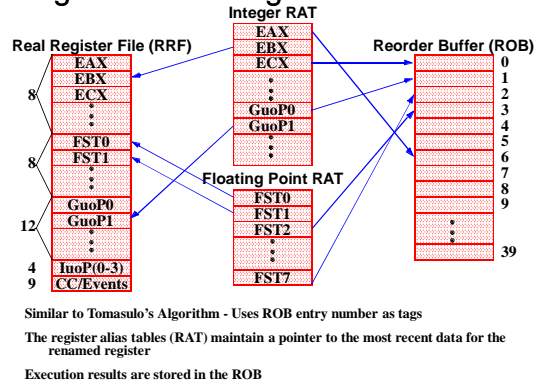 Integer RAT
Real Register File (RRF)
Reorder Buffer (ROB)
EAX
EBX
ECX
8
FST0
FST1
8
GuoP0
GuoP1
12
4
IuoP(0-3)
9
CC/Events
EAX
EBX
ECX
GuoP0
GuoP1
Floating Point RAT
FST0
FST1
FST2
FST7
0
1
2
3
4
5
6
7
8
9
39
Similar to Tomasulo's Algorithm - Uses ROB entry number as tags
The register alias tables (RAT) maintain a pointer to the most recent data for the
renamed register
Execution results are stored in the ROB